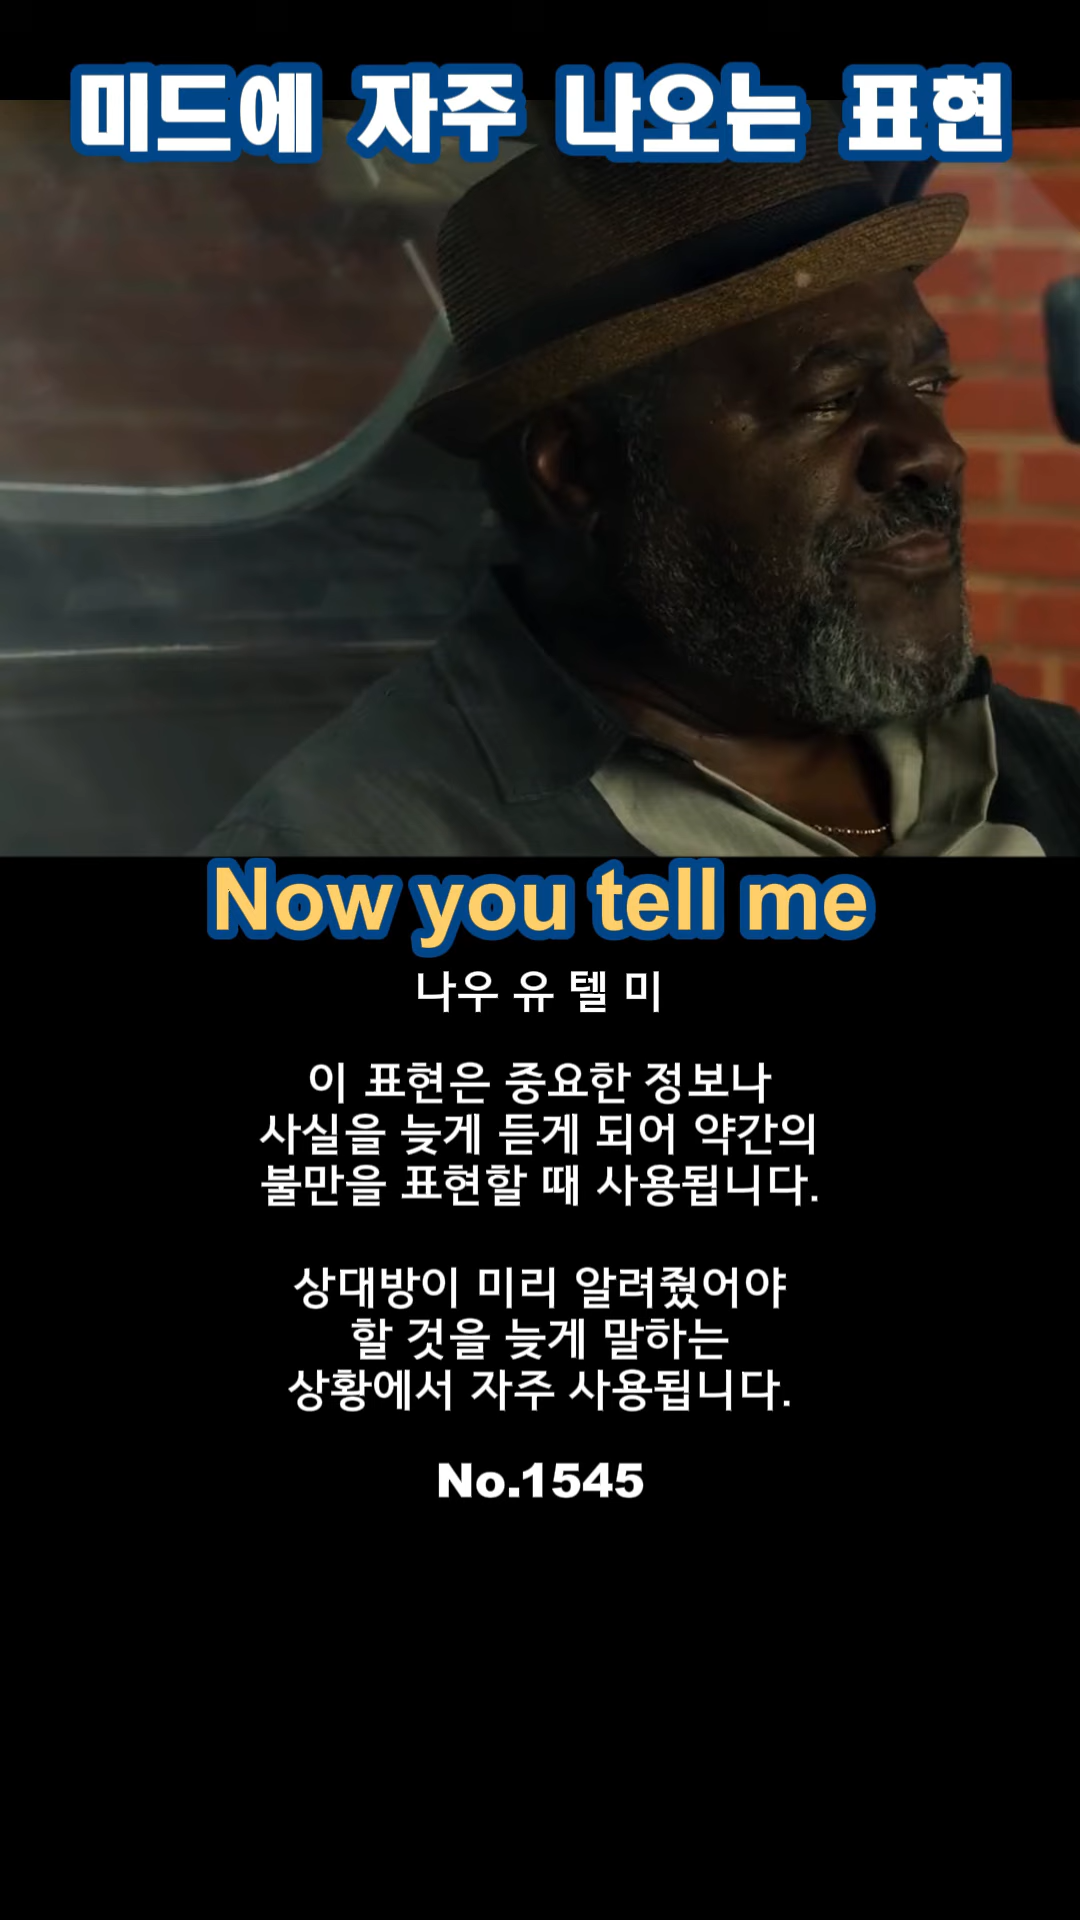 미드에 자주 나오는 표현
Now you tell me
나우 유 텔 미
이 표현은 중요한 정보나
사실을 늦게 듣게 되어 약간의
불만을 표현할 때 사용됩니다.
상대방이 미리 알려줬어야
할 것을 늦게 말하는
상황에서 자주 사용됩니다.
No.1545